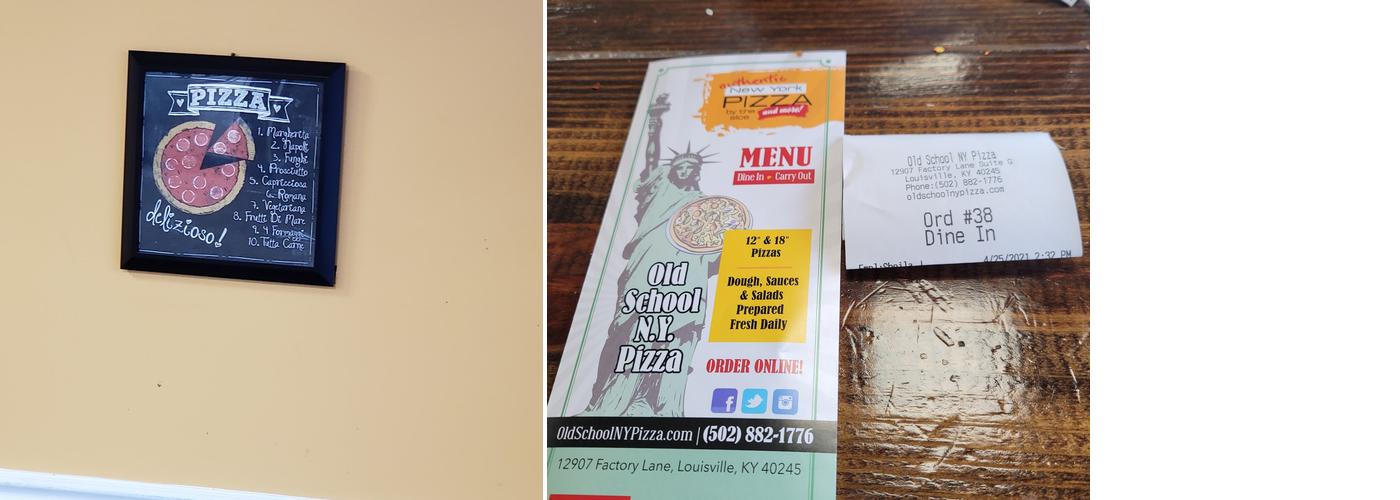 PIZZA
1. Margherita
2. Napoli
3. Funghi
4. Prosciutto
5. Capricciosa
6. Romana
7. Vegetariana
8. Frutti Di Mare
9. 4 Formaggi
10. Tutta Carne
delizioso!
authentic
New York
PIZZA
by the
slice
and more!
MENU
Dine In • Carry Out
12" & 18"
Pizzas
Dough, Sauces
& Salads
Prepared
Fresh Daily
Old
School
N.Y.
Pizza
ORDER ONLINE!
OldSchoolNYPizza.com | (502) 882-1776
12907 Factory Lane, Louisville, KY 40245
Old School NY Pizza
12907 Factory Lane Suite G
Louisville, KY 40245
Phone:(502) 882-1776
oldschoolnypizza.com
Ord #38
Dine In
Empl:Sheila L 4/25/2021 2:32 PM